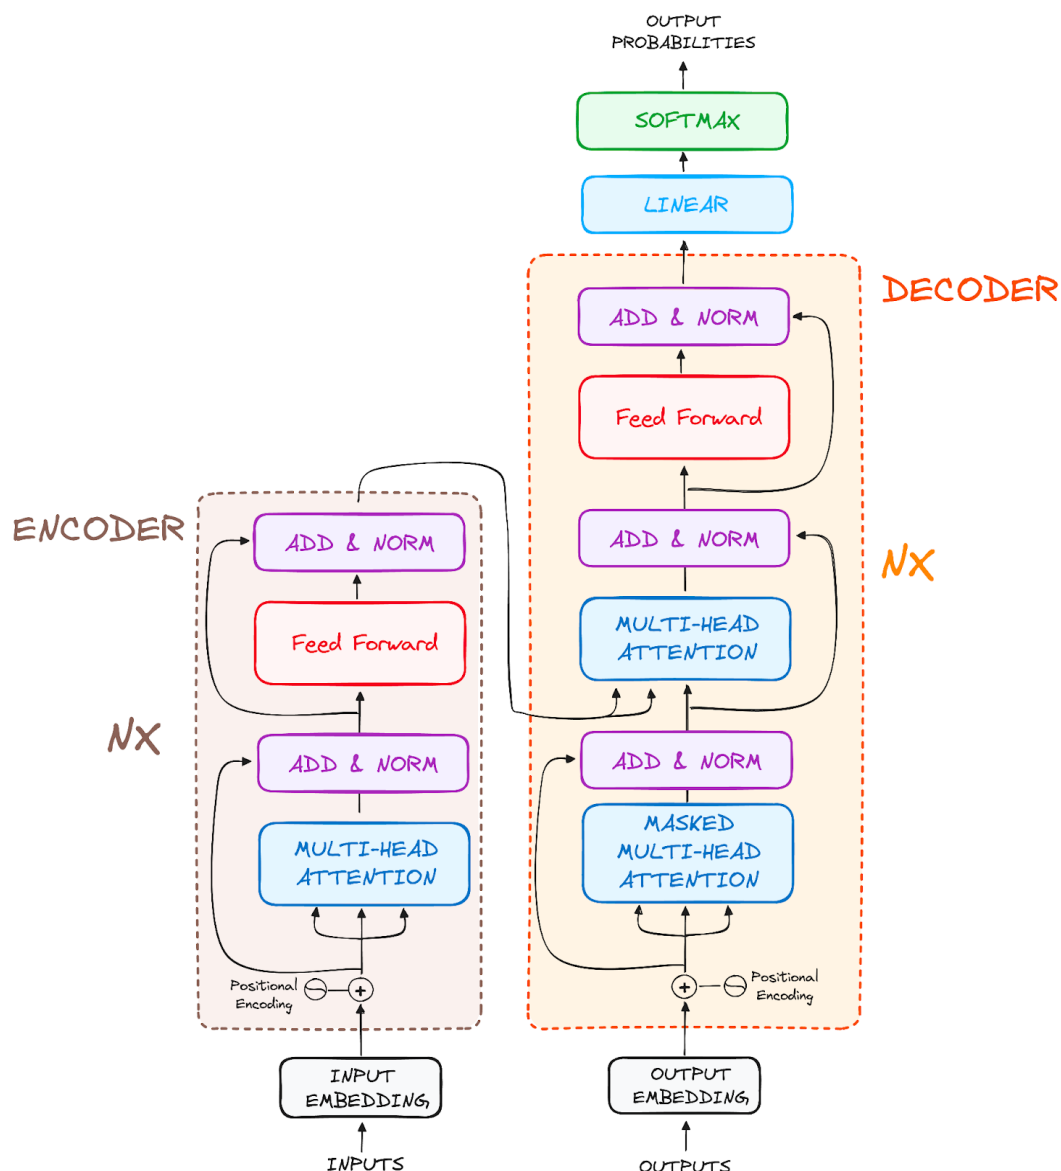 OUTPUT
PROBABILITIES
SOFTMAX
LINEAR
DECODER
ADD & NORM
Feed Forward
ADD & NORM
NX
MULTI-HEAD
ATTENTION
ADD & NORM
MASKED
MULTI-HEAD
ATTENTION
Positional
Encoding
OUTPUT
EMBEDDING
OUTPUTS
ENCODER
ADD & NORM
Feed Forward
NX
ADD & NORM
MULTI-HEAD
ATTENTION
Positional
Encoding
INPUT
EMBEDDING
INPUTS